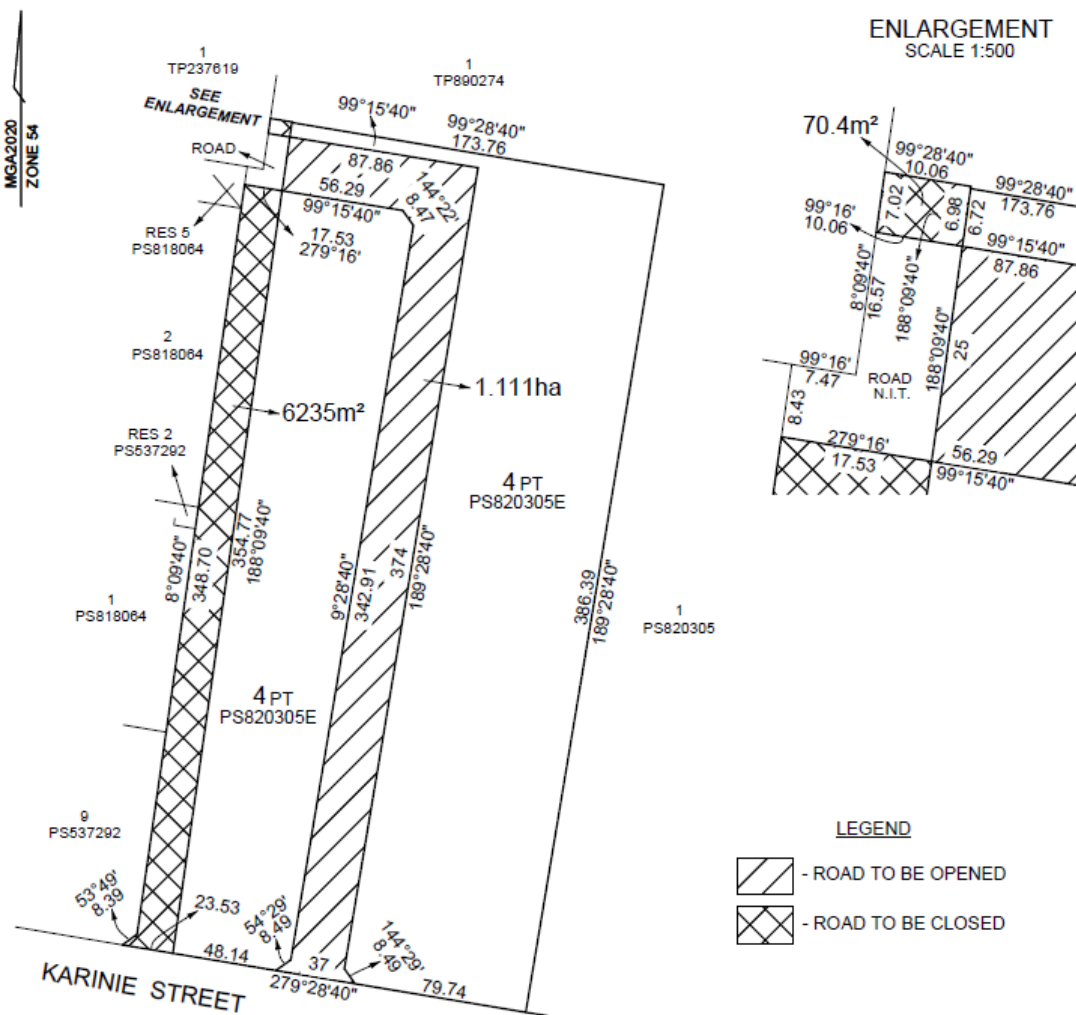 MGA2020
ZONE 54
1
TP237619
SEE
ENLARGEMENT
ROAD
1
TP890274
99°15'40"
99°28'40"
173.76
87.86
56.29
99°15'40"
144°22'
8.47
17.53
279°16'
RES 5
PS818064
2
PS818064
6235m²
1.111ha
RES 2
PS537292
4 PT
PS820305E
8°09'40"
348.70
354.77
188°09'40"
9°28'40"
342.91
374
189°28'40"
386.39
189°28'40"
1
PS820305
1
PS818064
4 PT
PS820305E
9
PS537292
53°49'
8.39
23.53
48.14
54°29'
8.49
37
279°28'40"
144°29'
8.49
79.74
KARINIE STREET
ENLARGEMENT
SCALE 1:500
70.4m²
99°28'40"
10.06
99°28'40"
173.76
7.02
6.98
6.72
99°16'
10.06
99°15'40"
87.86
8°09'40"
16.57
188°09'40"
188°09'40"
25
99°16'
7.47
ROAD
N.I.T.
8.43
279°16'
17.53
56.29
99°15'40"
LEGEND
- ROAD TO BE OPENED
- ROAD TO BE CLOSED